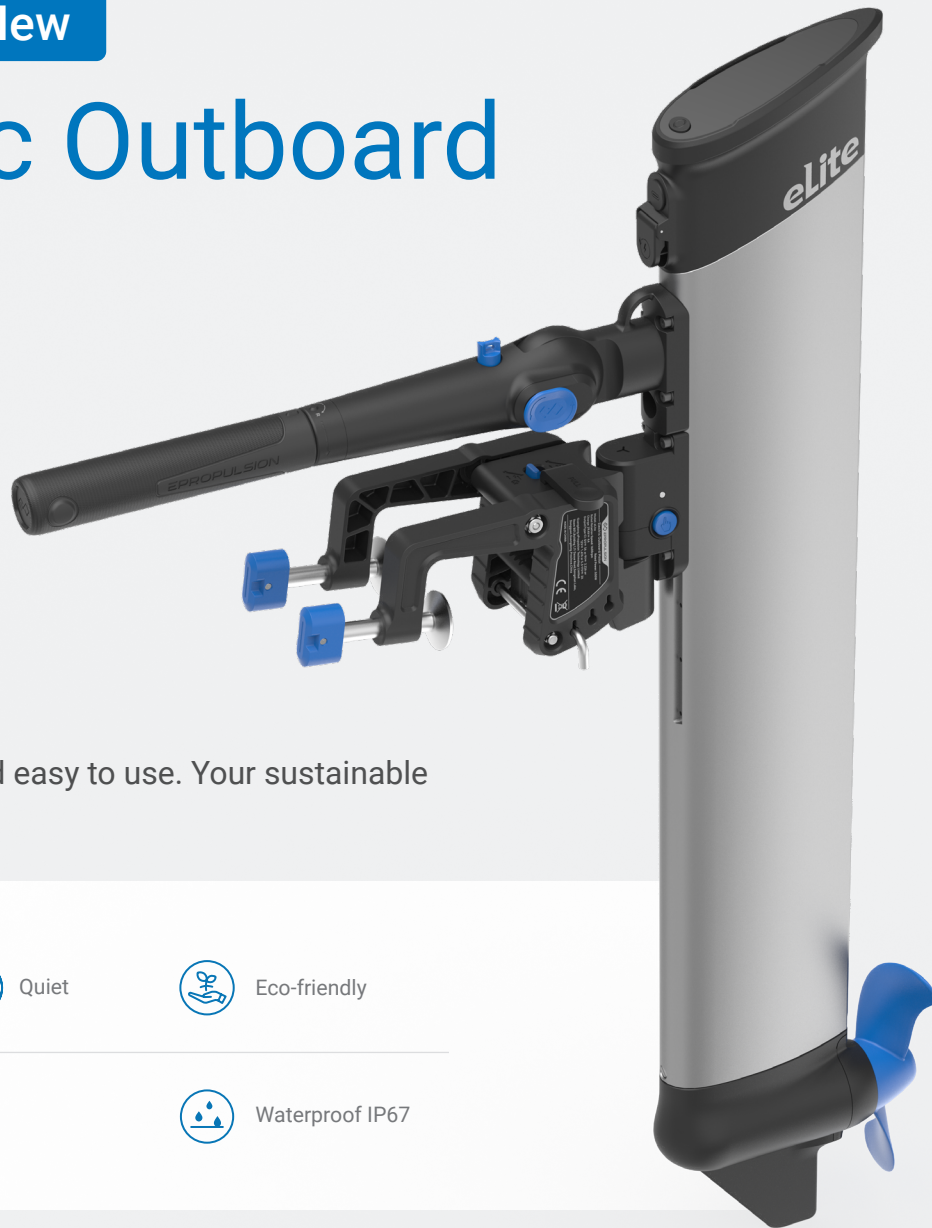 lew
c Outboard
eLite
EPROPULSION
d easy to use. Your sustainable
Quiet
Eco-friendly
Waterproof IP67